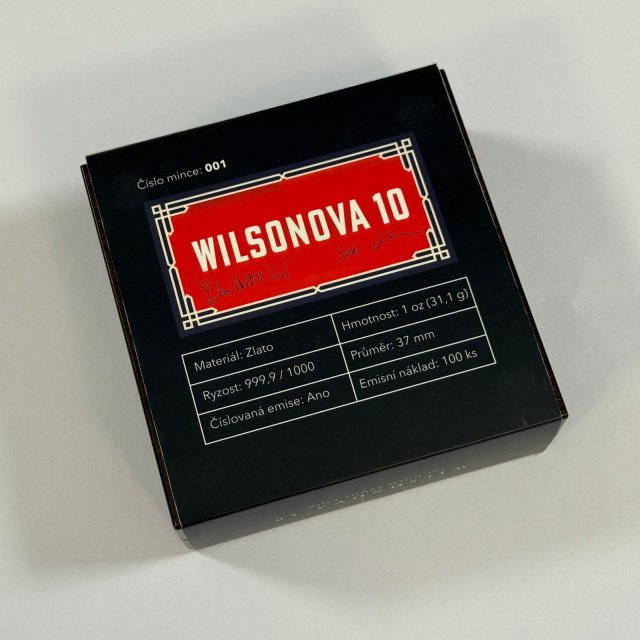 Číslo mince: 001
WILSONOVA 10
Materiál: Zlato
Hmotnost: 1 oz (31,1 g)
Ryzost: 999,9 / 1000
Průměr: 37 mm
Číslovaná emise: Ano
Emisní náklad: 100 ks